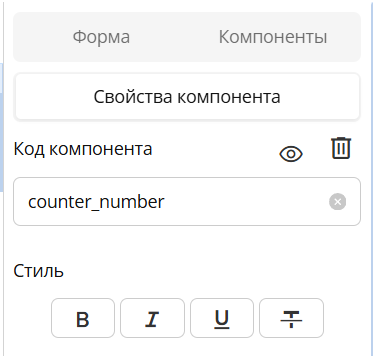 Форма Компоненты
Свойства компонента
Код компонента
counter_number
Стиль
B I U T